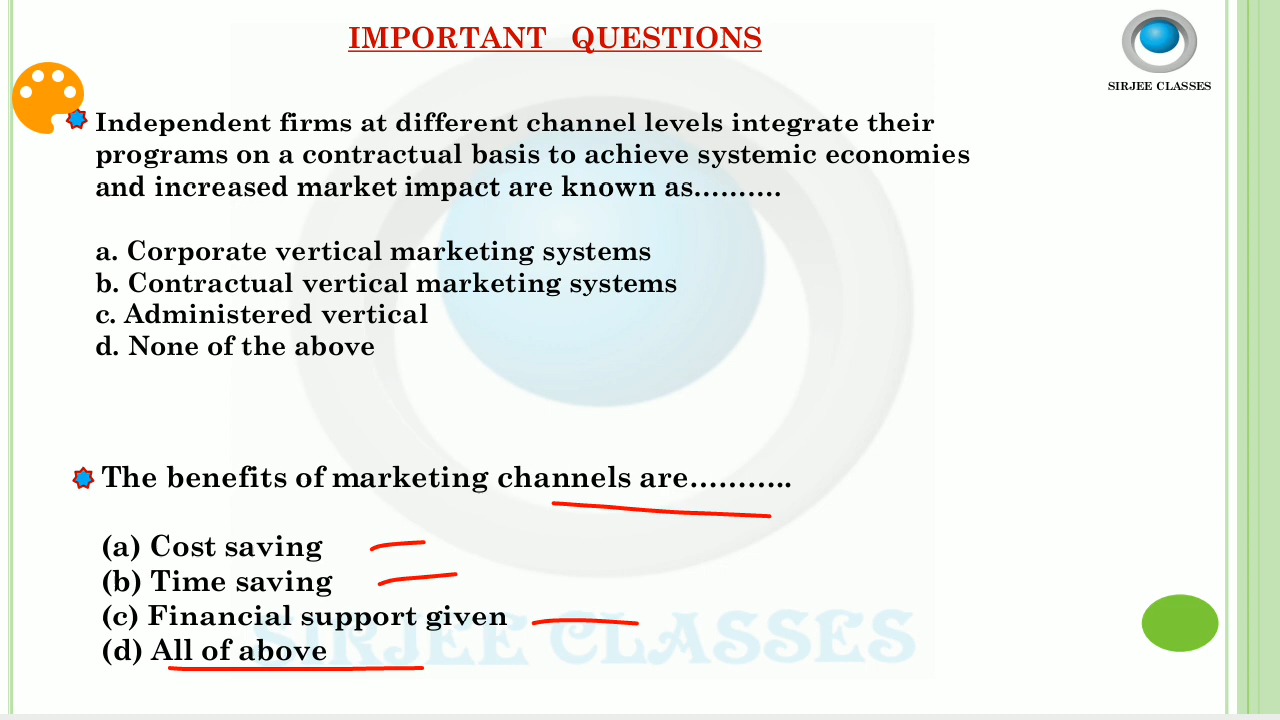 IMPORTANT QUESTIONS
SIRJEE CLASSES
Independent firms at different channel levels integrate their
programs on a contractual basis to achieve systemic economies
and increased market impact are known as……….
a. Corporate vertical marketing systems
b. Contractual vertical marketing systems
c. Administered vertical
d. None of the above
The benefits of marketing channels are………..
(a) Cost saving
(b) Time saving
(c) Financial support given
(d) All of above
SIRJEE CLASSES